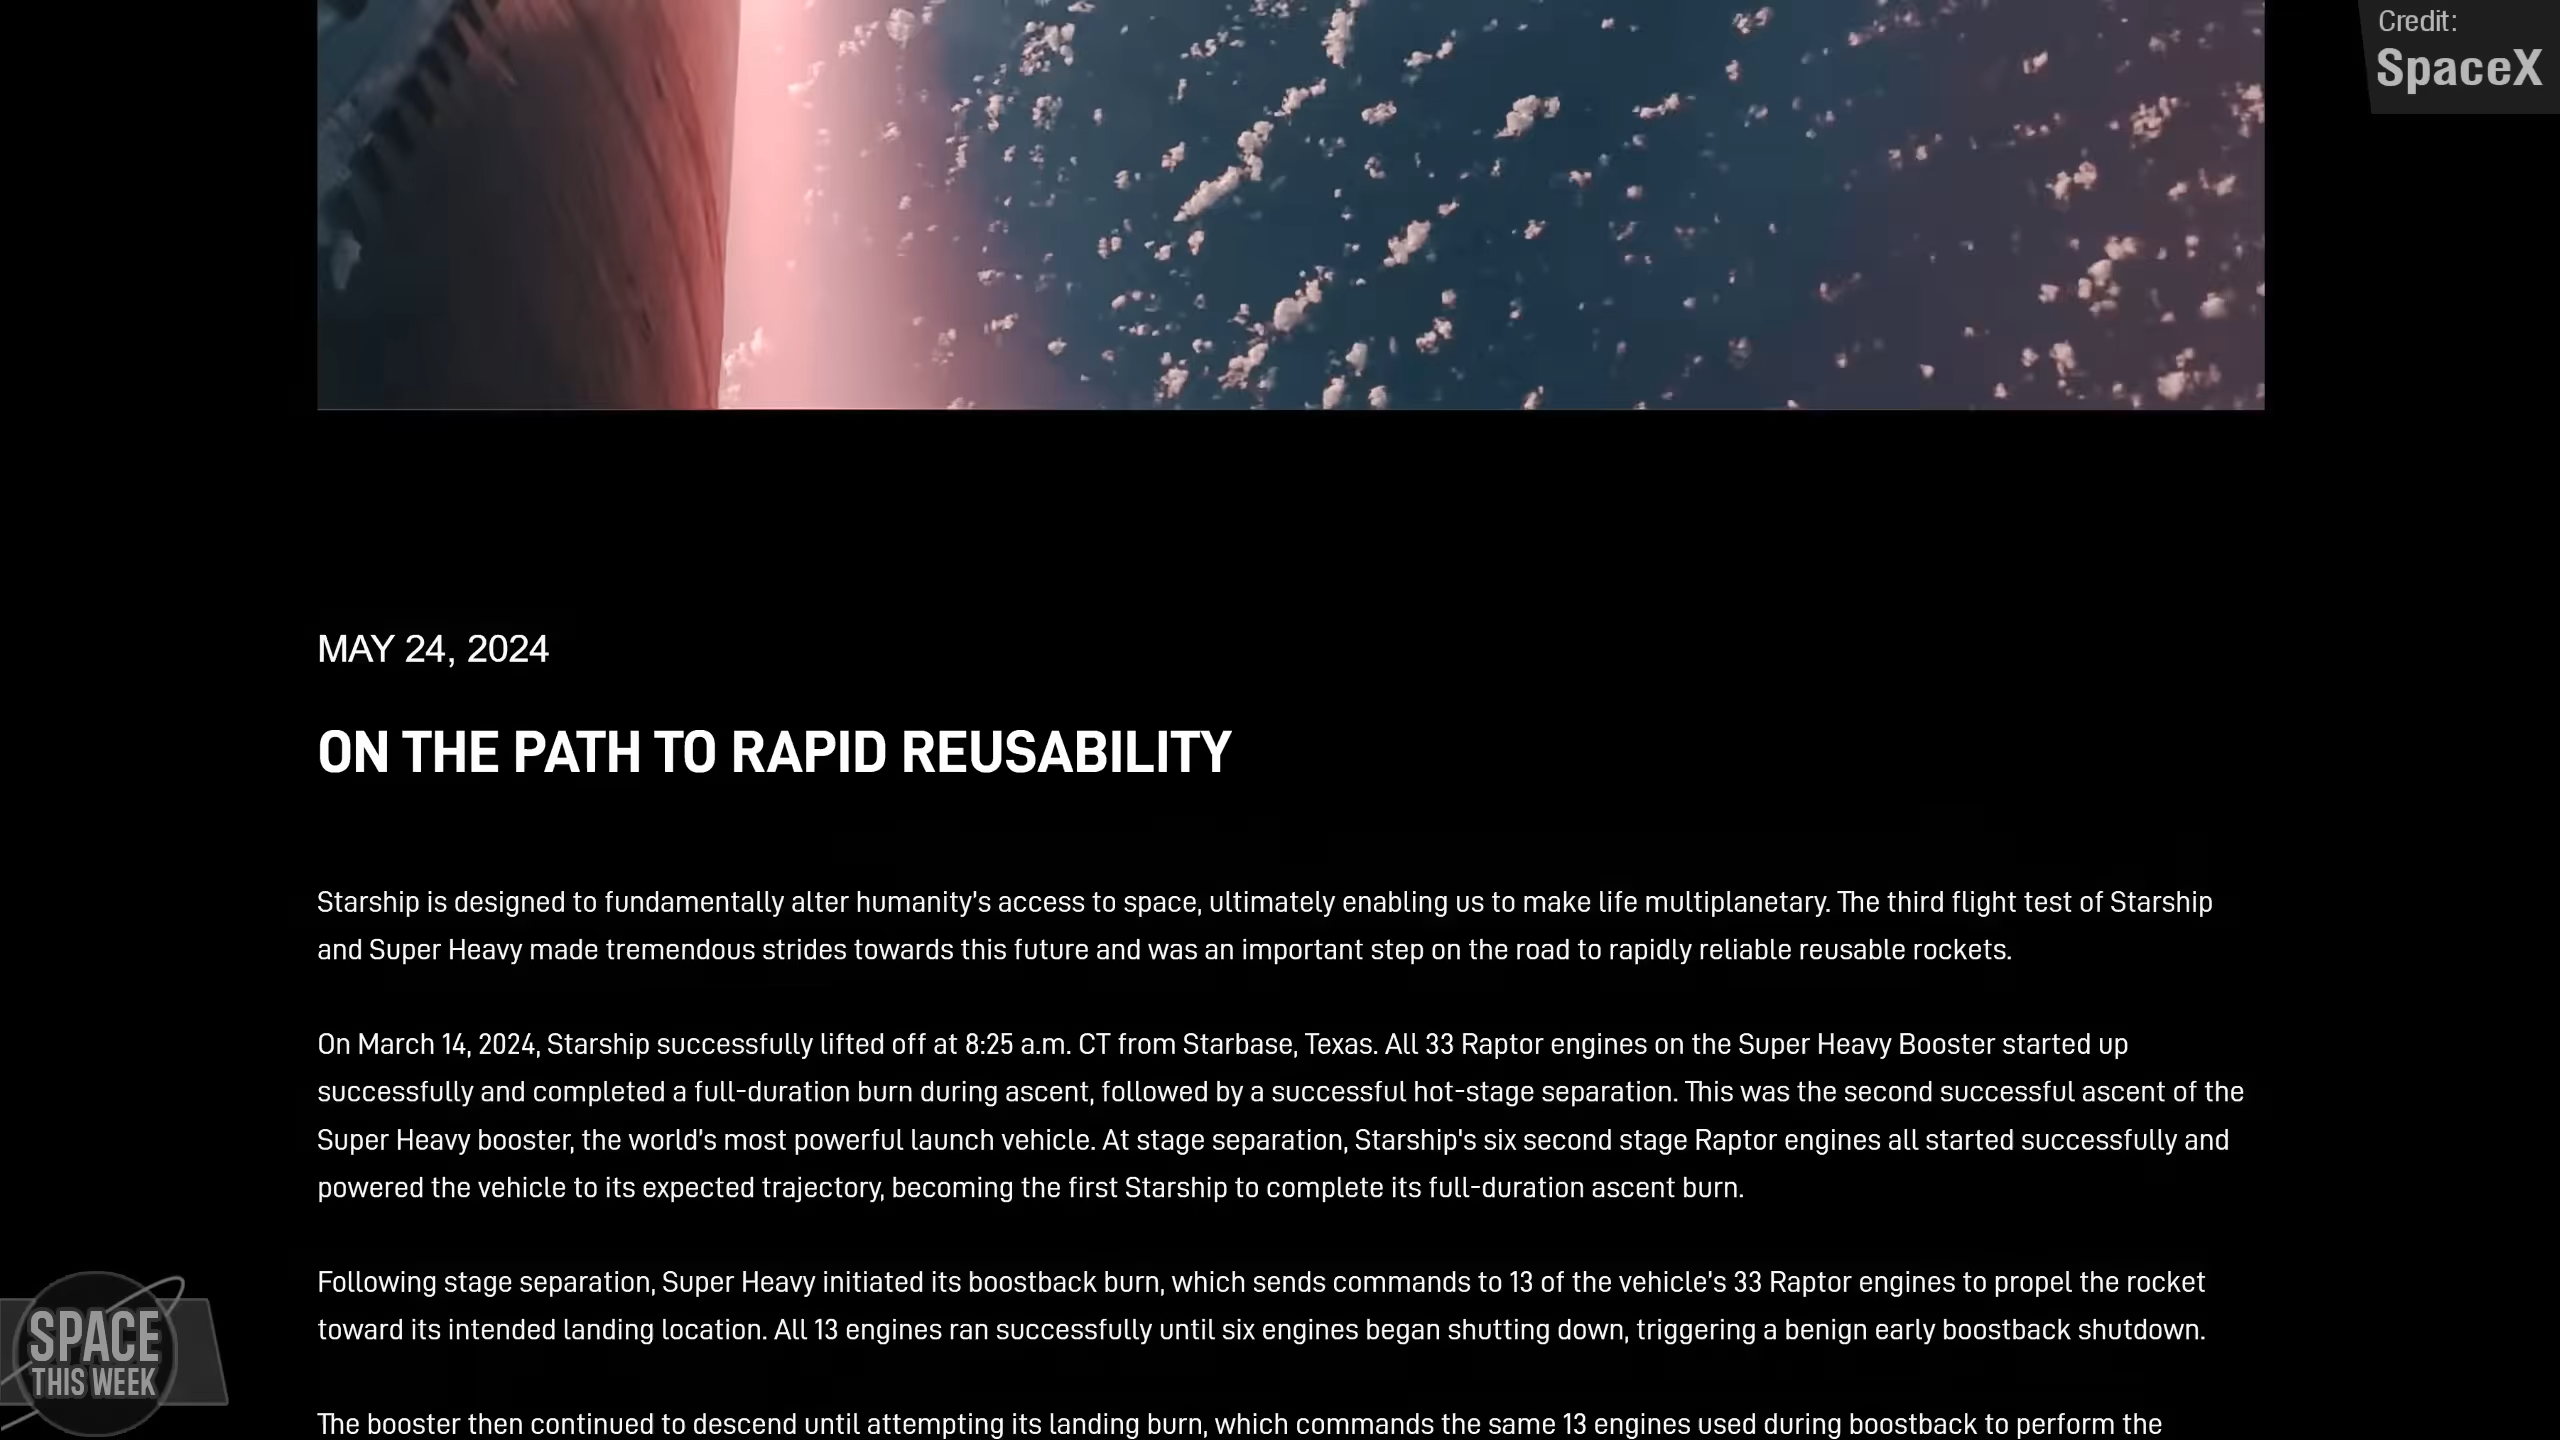 Credit:
SpaceX
MAY 24, 2024
ON THE PATH TO RAPID REUSABILITY
Starship is designed to fundamentally alter humanity's access to space, ultimately enabling us to make life multiplanetary. The third flight test of Starship
and Super Heavy made tremendous strides towards this future and was an important step on the road to rapidly reliable reusable rockets.
On March 14, 2024, Starship successfully lifted off at 8:25 a.m. CT from Starbase, Texas. All 33 Raptor engines on the Super Heavy Booster started up
successfully and completed a full-duration burn during ascent, followed by a successful hot-stage separation. This was the second successful ascent of the
Super Heavy booster, the world's most powerful launch vehicle. At stage separation, Starship's six second stage Raptor engines all started successfully and
powered the vehicle to its expected trajectory, becoming the first Starship to complete its full-duration ascent burn.
Following stage separation, Super Heavy initiated its boostback burn, which sends commands to 13 of the vehicle's 33 Raptor engines to propel the rocket
toward its intended landing location. All 13 engines ran successfully until six engines began shutting down, triggering a benign early boostback shutdown.
The booster then continued to descend until attempting its landing burn, which commands the same 13 engines used during boostback to perform the
SPACE
THIS WEEK